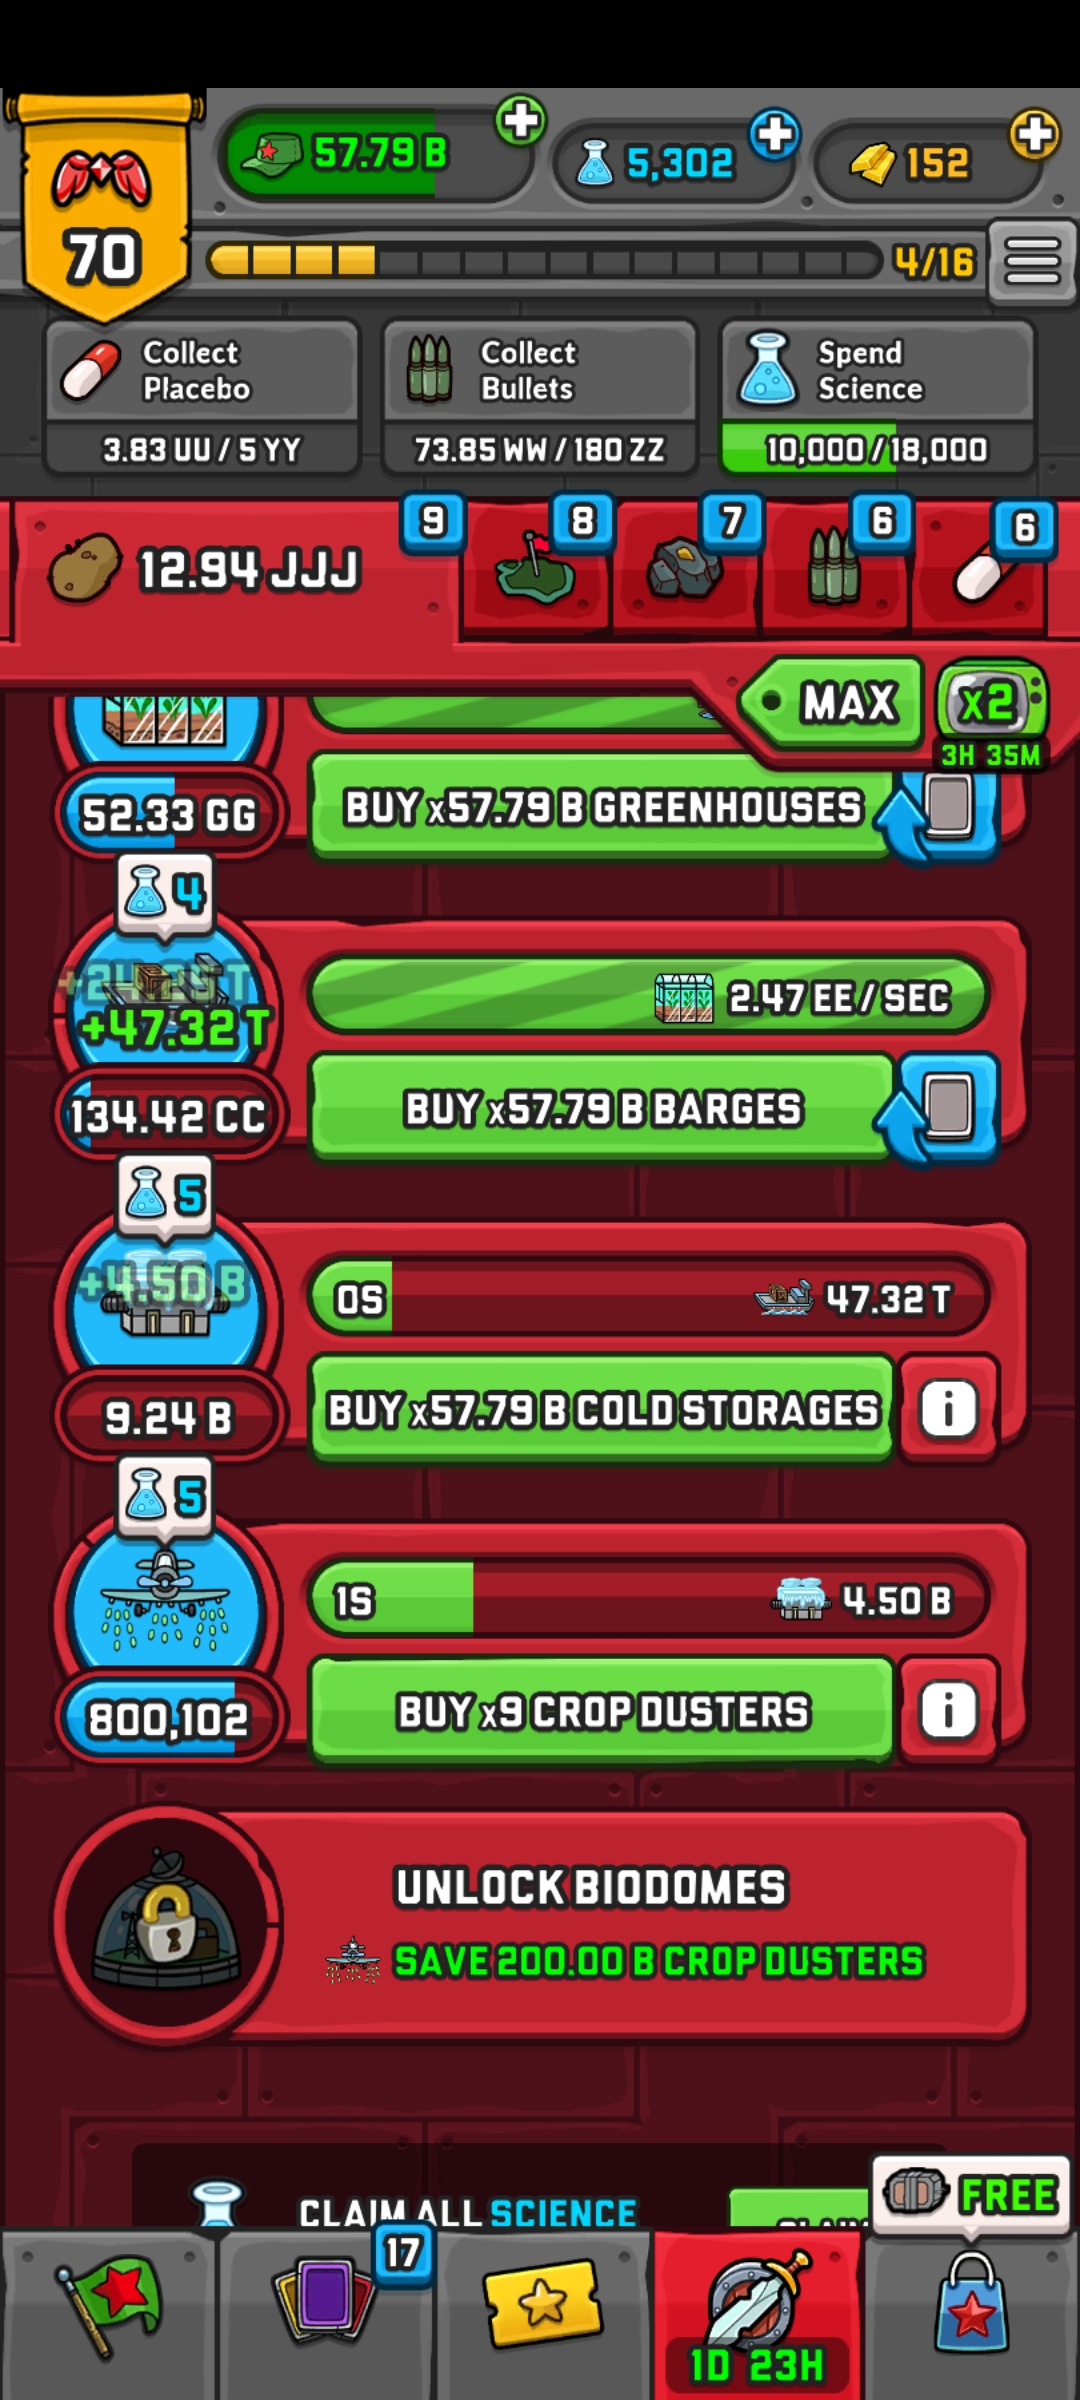 57.79 B
5,302
152
70
4/16
Collect
Placebo
3.83 UU / 5 YY
Collect
Bullets
73.85 WW / 180 ZZ
Spend
Science
10,000 / 18,000
12.94 JJJ
9
8
7
6
6
MAX
x2
3H 35M
52.33 GG
BUY x57.79 B GREENHOUSES
4
+47.32 T
2.47 EE / SEC
134.42 CC
BUY x57.79 B BARGES
5
+4.50 B
0S
47.32 T
9.24 B
BUY x57.79 B COLD STORAGES
i
5
1S
4.50 B
800,102
BUY x9 CROP DUSTERS
i
UNLOCK BIODOMES
SAVE 200.00 B CROP DUSTERS
CLAIM ALL SCIENCE
FREE
17
1D 23H